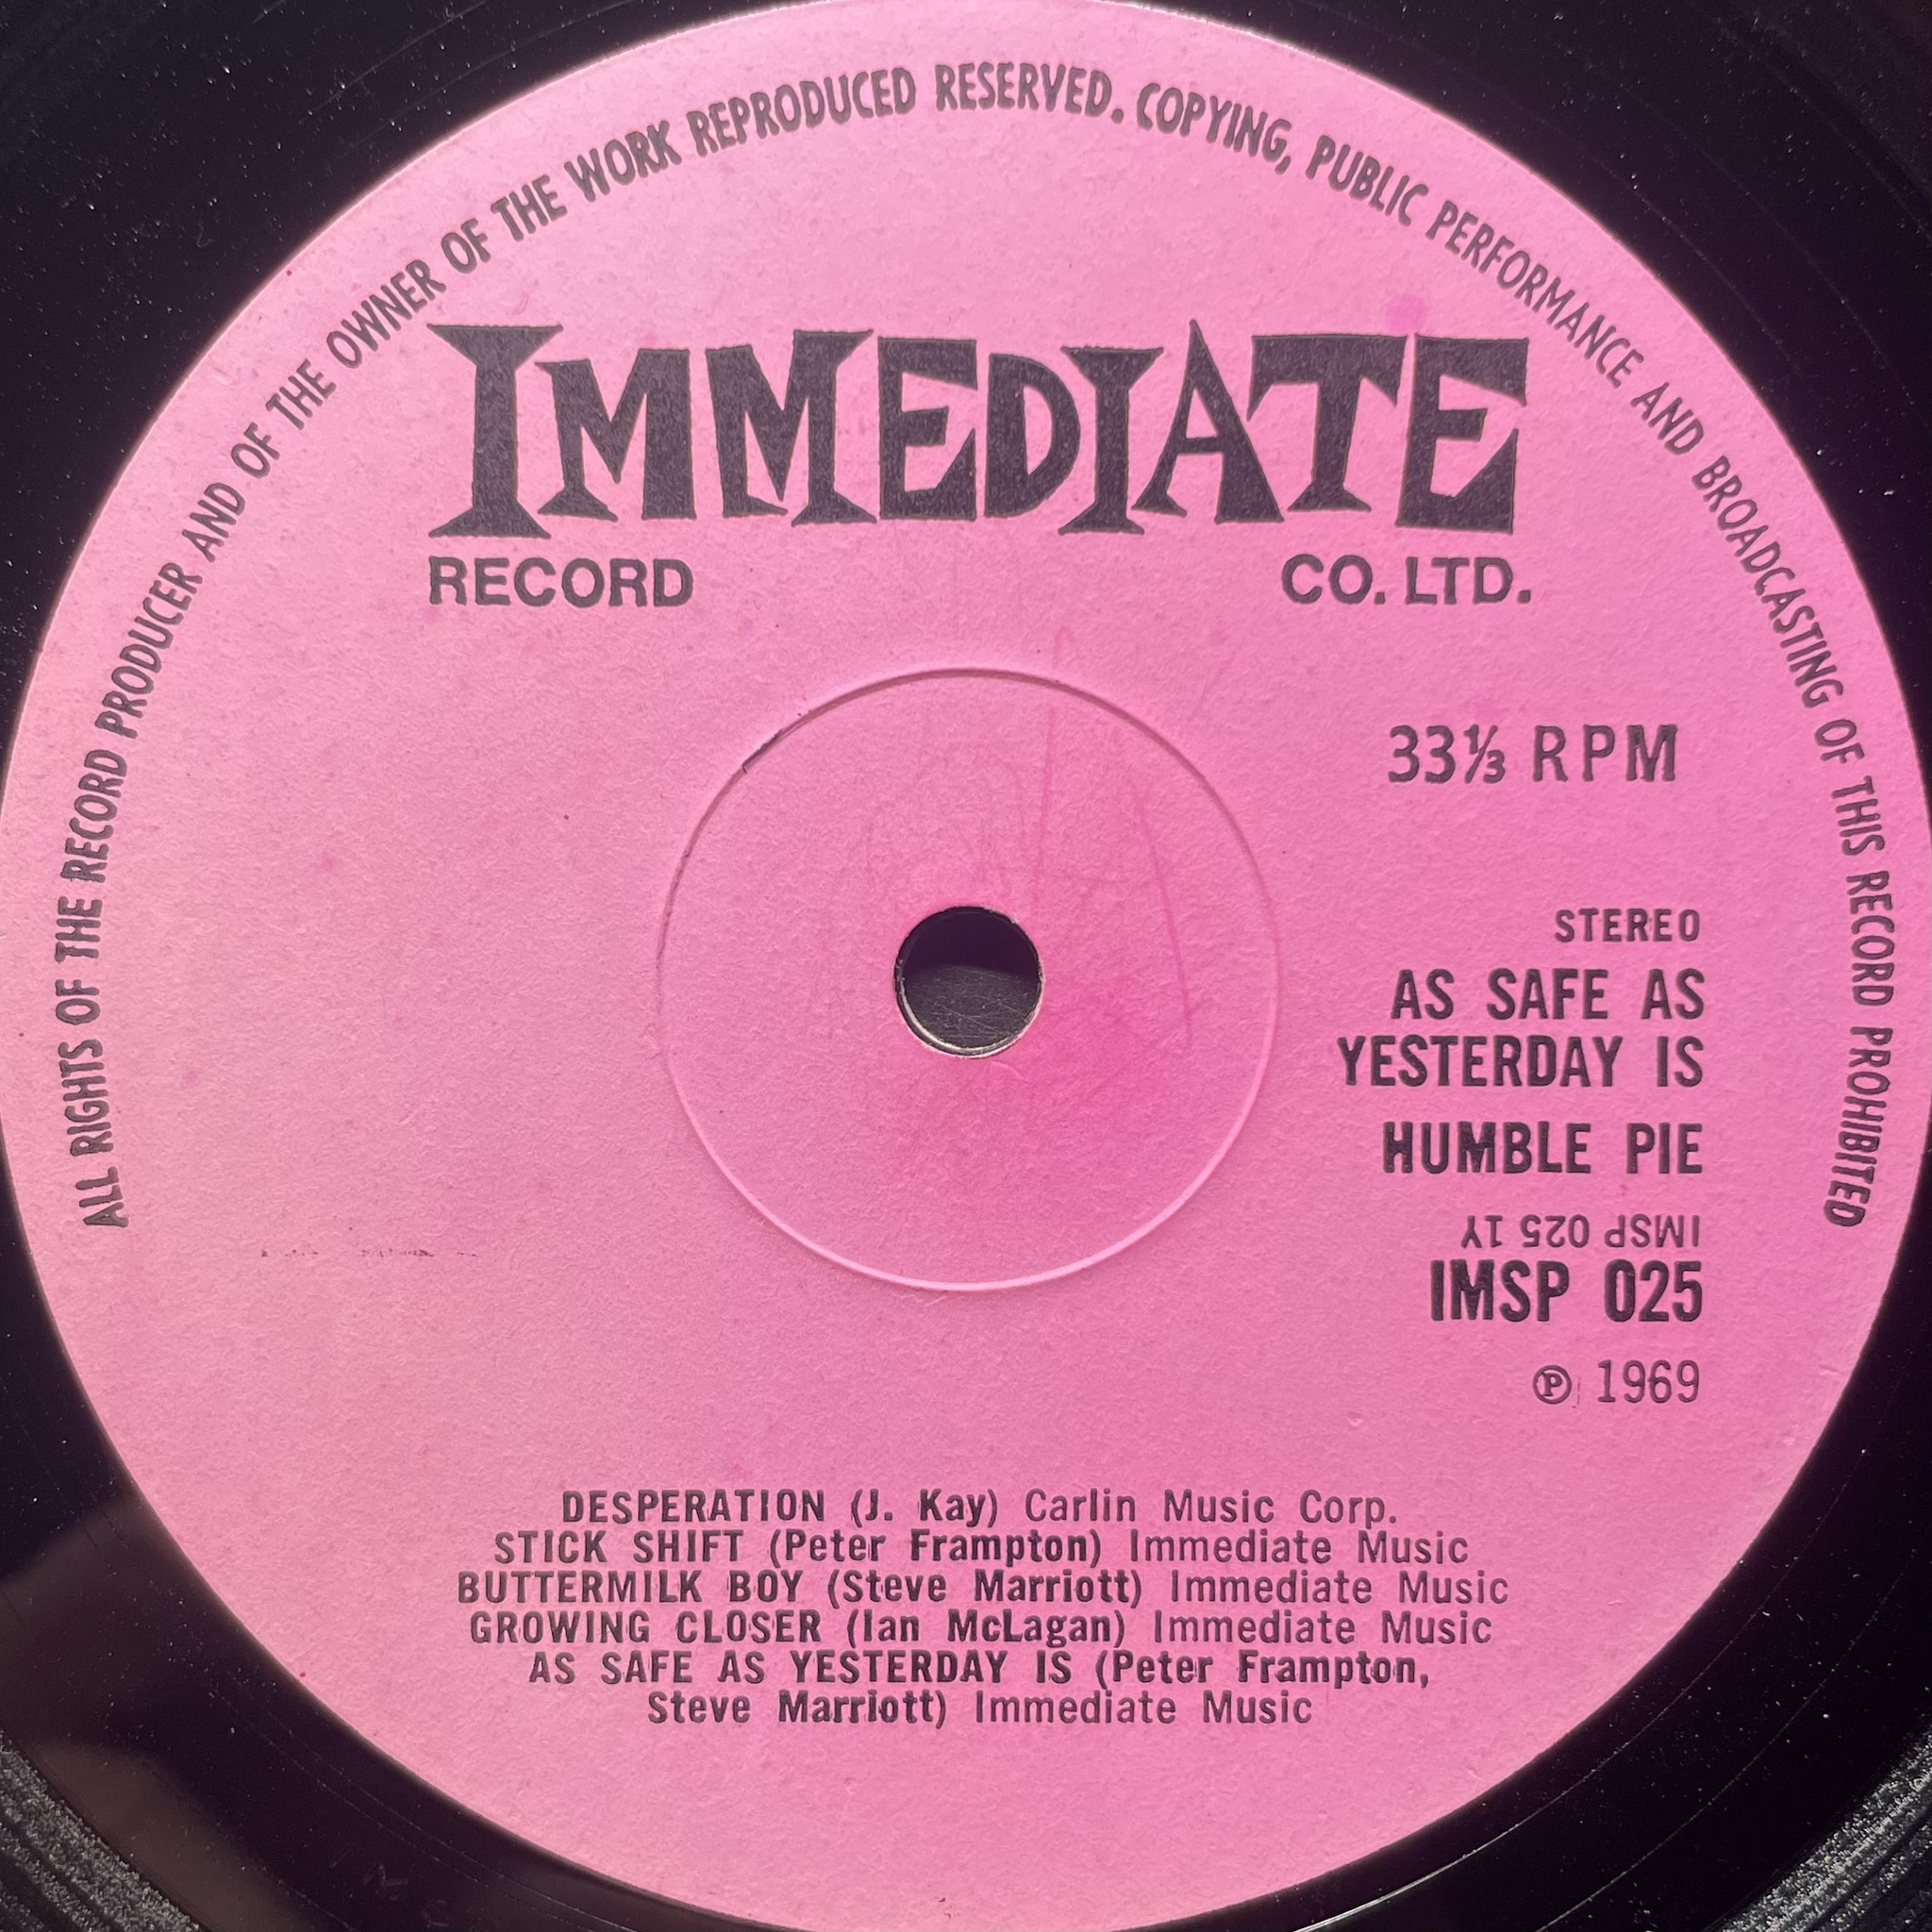 ALL RIGHTS OF THE RECORD PRODUCER AND OF THE OWNER OF THE WORK REPRODUCED RESERVED. COPYING, PUBLIC PERFORMANCE AND BROADCASTING OF THIS RECORD PROHIBITED
IMMEDIATE
RECORD CO. LTD.
33⅓ RPM
STEREO
AS SAFE AS
YESTERDAY IS
HUMBLE PIE
IMSP 025 1Y
IMSP 025
℗ 1969
DESPERATION (J. Kay) Carlin Music Corp.
STICK SHIFT (Peter Frampton) Immediate Music
BUTTERMILK BOY (Steve Marriott) Immediate Music
GROWING CLOSER (Ian McLagan) Immediate Music
AS SAFE AS YESTERDAY IS (Peter Frampton,
Steve Marriott) Immediate Music